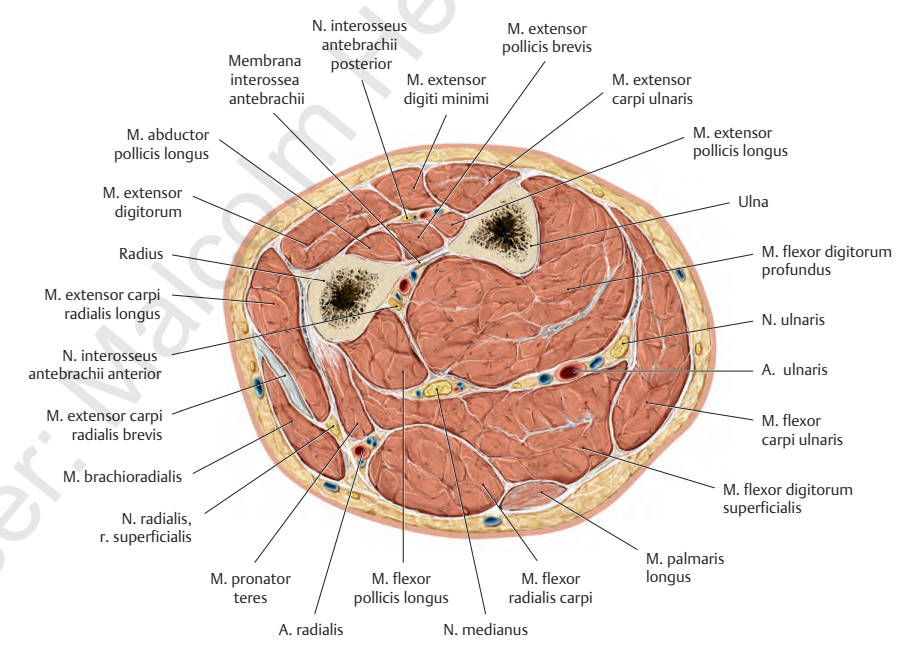 N. interosseus
antebrachii
posterior
M. extensor
pollicis brevis
Membrana
interossea
antebrachii
M. extensor
digiti minimi
M. extensor
carpi ulnaris
M. abductor
pollicis longus
M. extensor
pollicis longus
M. extensor
digitorum
Ulna
Radius
M. flexor digitorum
profundus
M. extensor carpi
radialis longus
N. ulnaris
N. interosseus
antebrachii anterior
A. ulnaris
M. extensor carpi
radialis brevis
M. flexor
carpi ulnaris
M. brachioradialis
M. flexor digitorum
superficialis
N. radialis,
r. superficialis
M. palmaris
longus
M. pronator
teres
M. flexor
pollicis longus
M. flexor
radialis carpi
A. radialis
N. medianus
er: Malcolm He